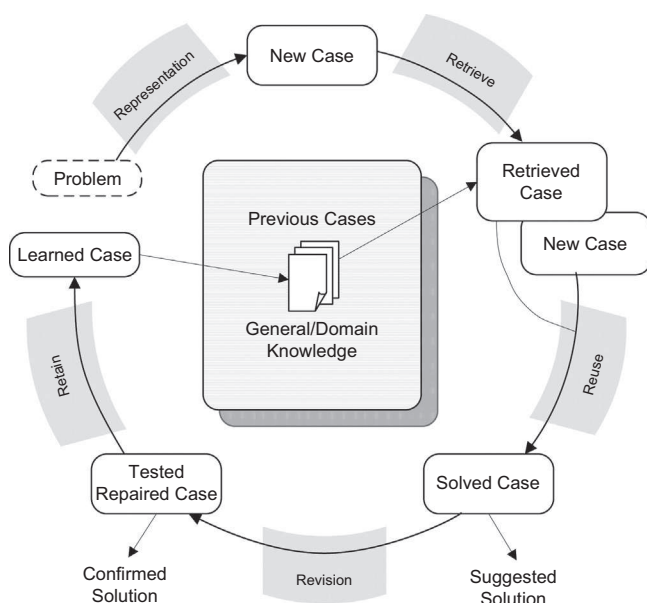 New Case
Representation
Retrieve
Problem
Retrieved
Case
New Case
Learned Case
Previous Cases
General/Domain
Knowledge
Reuse
Retain
Tested
Repaired Case
Solved Case
Revision
Confirmed
Solution
Suggested
Solution